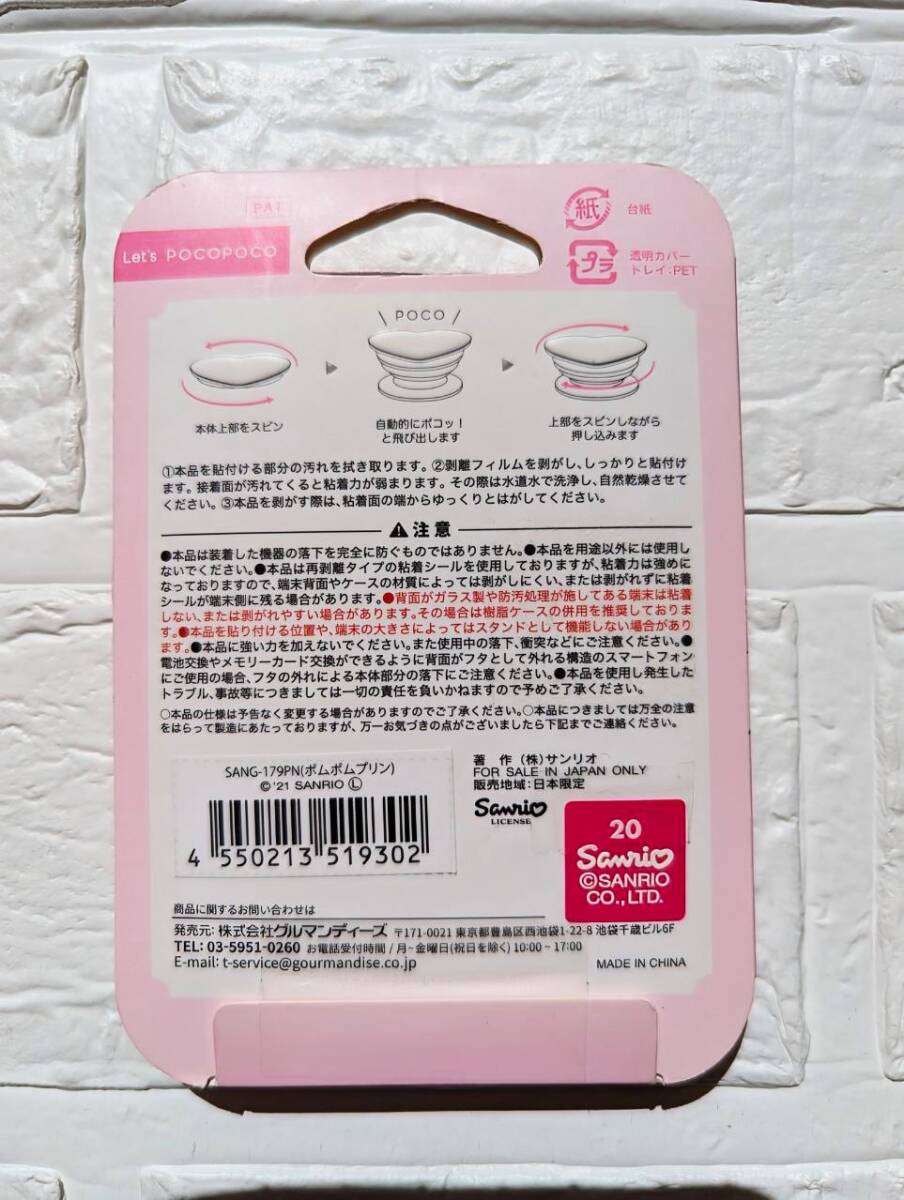 PAT
紙
台紙
Let's POCOPOCO
プラ
透明カバー
トレイ:PET
POCO
本体上部をスピン
自動的にポコッ!
と飛び出します
上部をスピンしながら
押し込みます
①本品を貼付ける部分の汚れを拭き取ります。②剥離フィルムを剥がし、しっかりと貼付け
ます。接着面が汚れてくると粘着力が弱まります。その際は水道水で洗浄し、自然乾燥させて
ください。③本品を剥がす際は、粘着面の端からゆっくりとはがしてください。
注意
●本品は装着した機器の落下を完全に防ぐものではありません。●本品を用途以外には使用し
ないでください。●本品は再剥離タイプの粘着シールを使用しておりますが、粘着力は強めに
なっておりますので、端末背面やケースの材質によっては剥がしにくい、または剥がれずに粘着
シールが端末側に残る場合があります。●背面がガラス製や防汚処理が施してある端末は粘着
しない、または剥がれやすい場合があります。その場合は樹脂ケースの併用を推奨しておりま
す。●本品を貼り付ける位置や、端末の大きさによってはスタンドとして機能しない場合があり
ます。●本品に強い力を加えないでください。また使用中の落下、衝突などにご注意ください。●
電池交換やメモリーカード交換ができるように背面がフタとして外れる構造のスマートフォン
にご使用の場合、フタの外れによる本体部分の落下にご注意ください。●本品を使用し発生した
トラブル、事故等につきましては一切の責任を負いかねますので予めご了承ください。
○本品の仕様は予告なく変更する場合がありますのでご了承ください。○本品につきましては万全の注意
をはらって製造にあたっておりますが、万一お気づきの点がございましたら下記までご連絡ください。
SANG-179PN(ポムポムプリン)
©'21 SANRIO Ⓛ
4 550213 519302
著 作 (株)サンリオ
FOR SALE IN JAPAN ONLY
販売地域:日本限定
Sanrio
LICENSE
20
Sanrio
©SANRIO
CO.,LTD.
商品に関するお問い合わせは
発売元: 株式会社グルマンディーズ 〒171-0021 東京都豊島区西池袋1-22-8 池袋千歳ビル6F
TEL: 03-5951-0260 お電話受付時間 / 月~金曜日(祝日を除く) 10:00~17:00
E-mail: t-service@gourmandise.co.jp
MADE IN CHINA